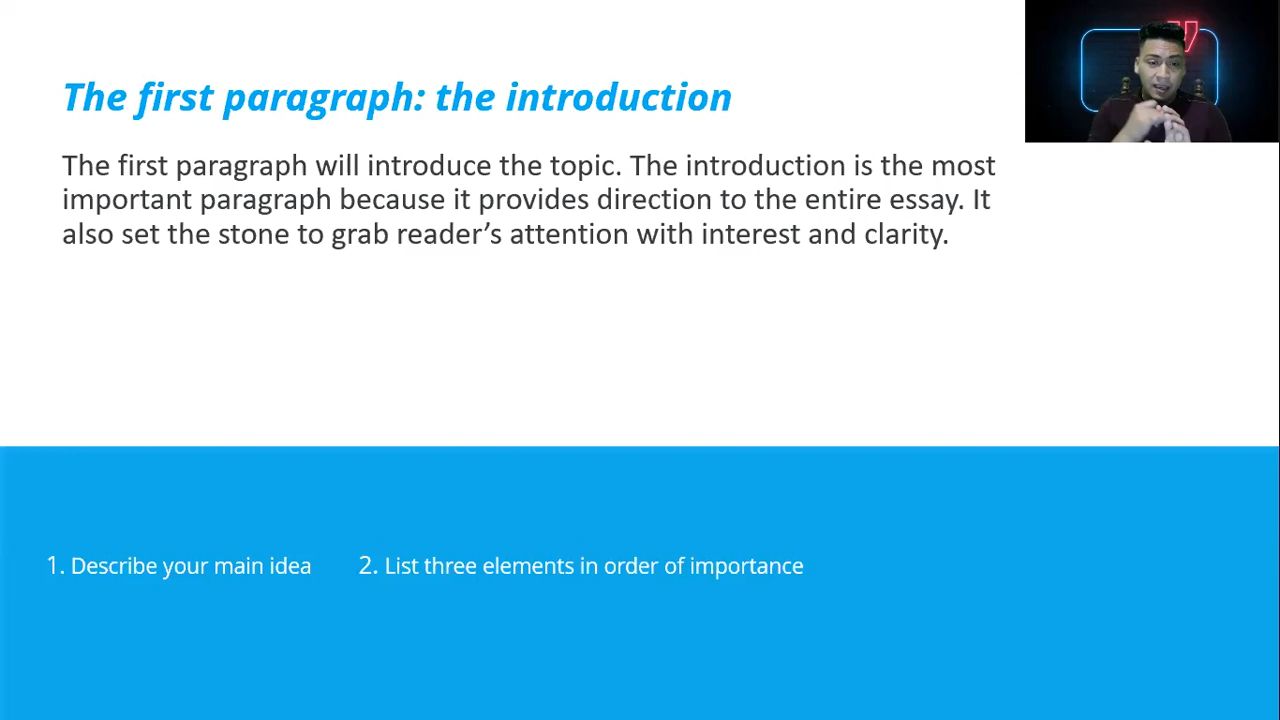 The first paragraph: the introduction
The first paragraph will introduce the topic. The introduction is the most
important paragraph because it provides direction to the entire essay. It
also set the stone to grab reader’s attention with interest and clarity.
1. Describe your main idea
2. List three elements in order of importance